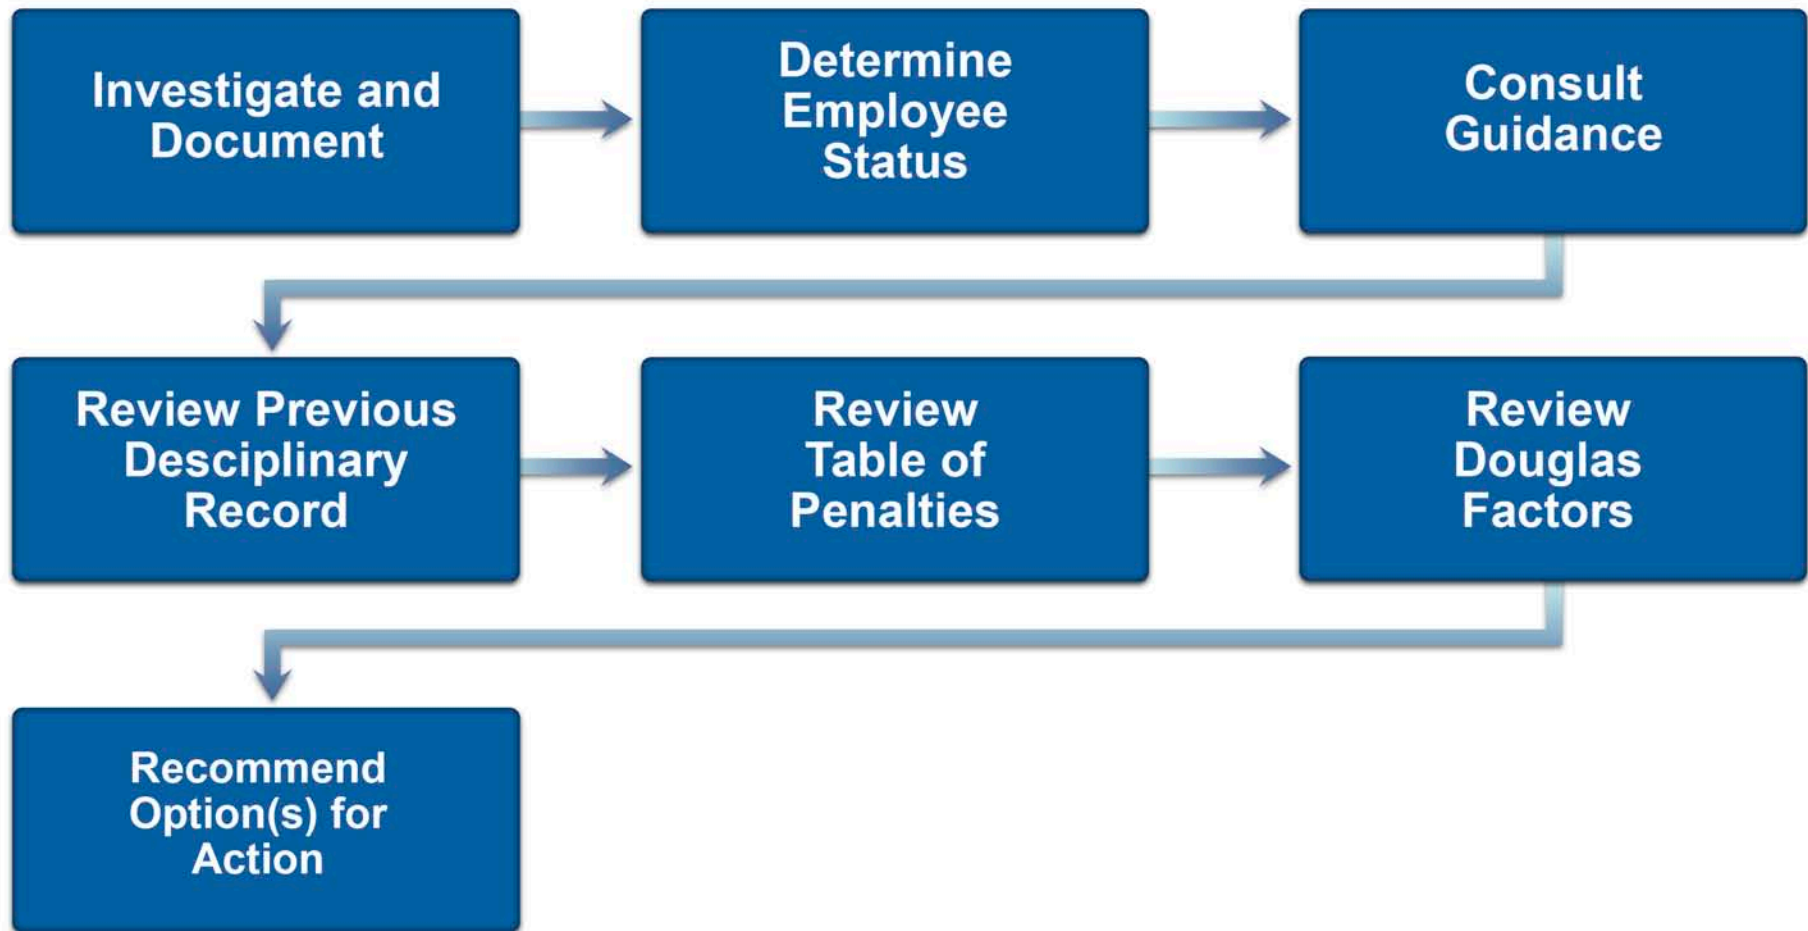 Investigate and
Document
Determine
Employee
Status
Consult
Guidance
Review Previous
Desciplinary
Record
Review
Table of
Penalties
Review
Douglas
Factors
Recommend
Option(s) for
Action